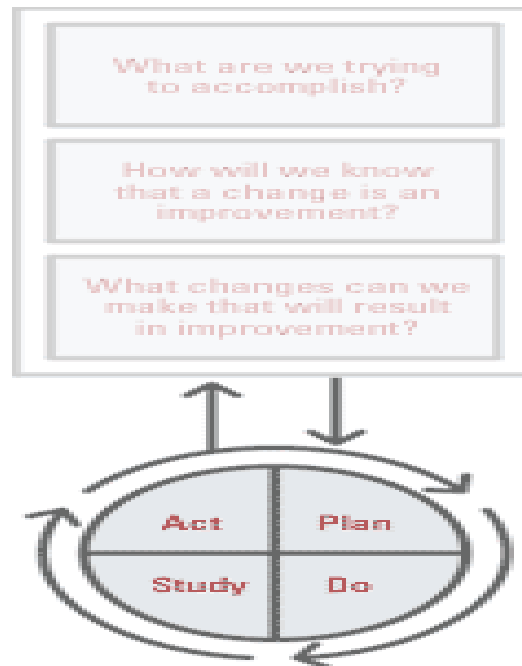 What are we trying
to accomplish?
How will we know
that a change is an
improvement?
What changes can we
make that will result
in improvement?
Act Plan
Study Do